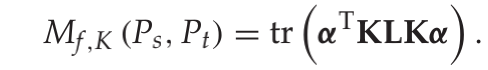 M_{f,K} (P_s, P_t) = tr (α^T KLKα) .